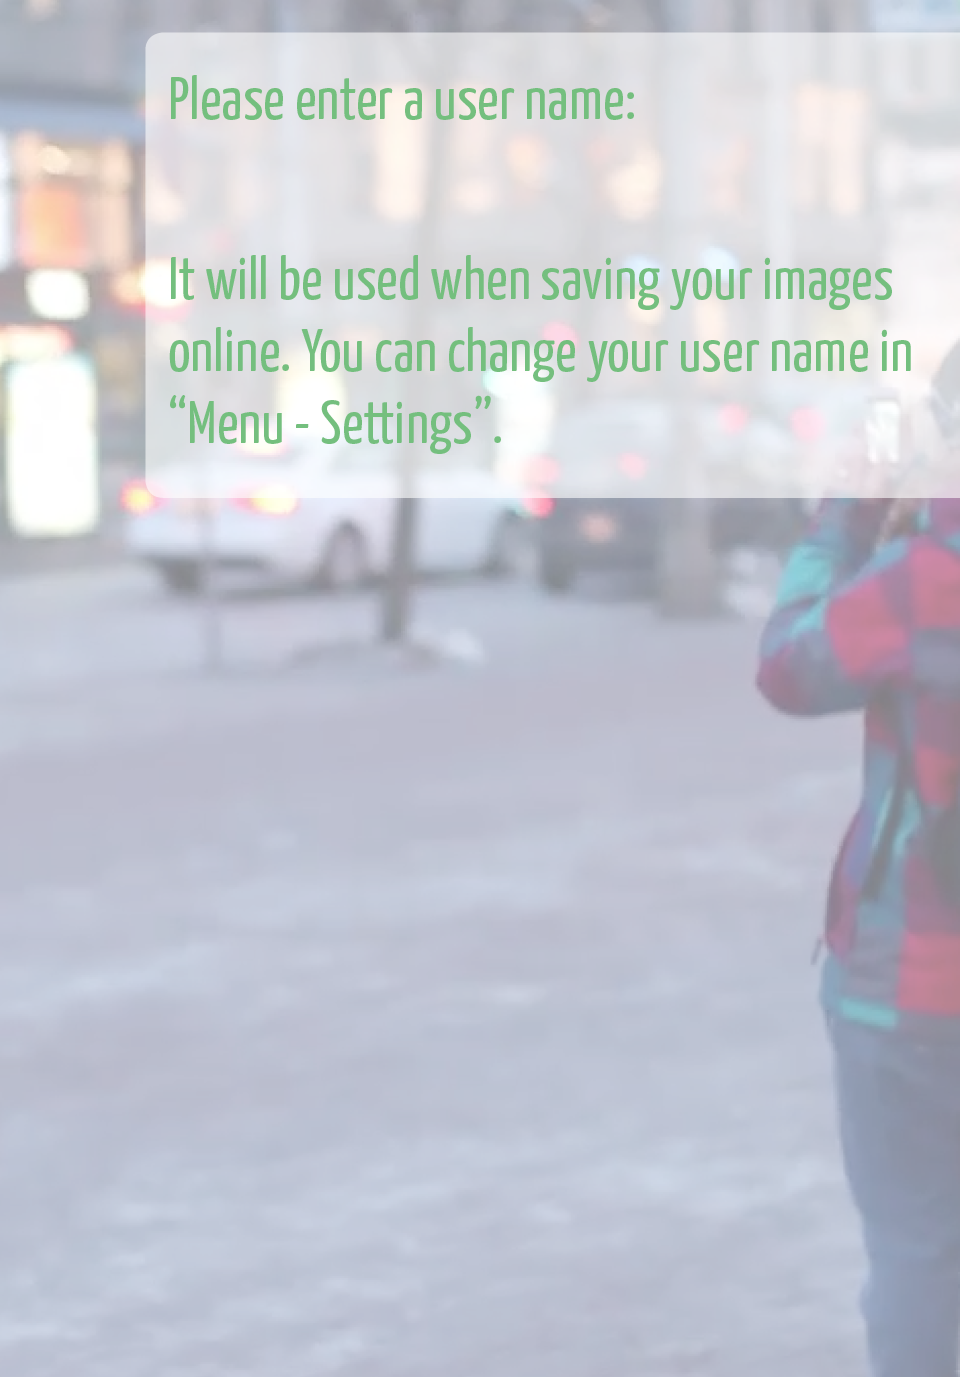 Please enter a user name:
It will be used when saving your images
online. You can change your user name in
“Menu - Settings”.